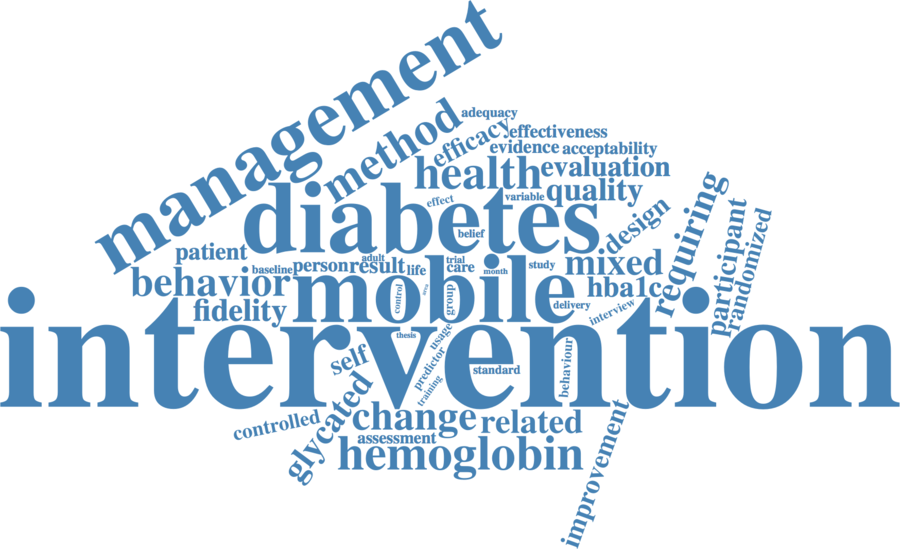 management
adequacy
method
efficacy
effectiveness
evidence
acceptability
health
evaluation
quality
diabetes
effect
variable
belief
design
requiring
participant
randomized
patient
adult
trial
baseline
person
result
life
care
month
study
mixed
behavior
mobile
control
area
group
hba1c
fidelity
delivery
interview
intervention
thesis
usage
self
predictor
training
standard
behaviour
glycated
change
related
controlled
assessment
hemoglobin
improvement